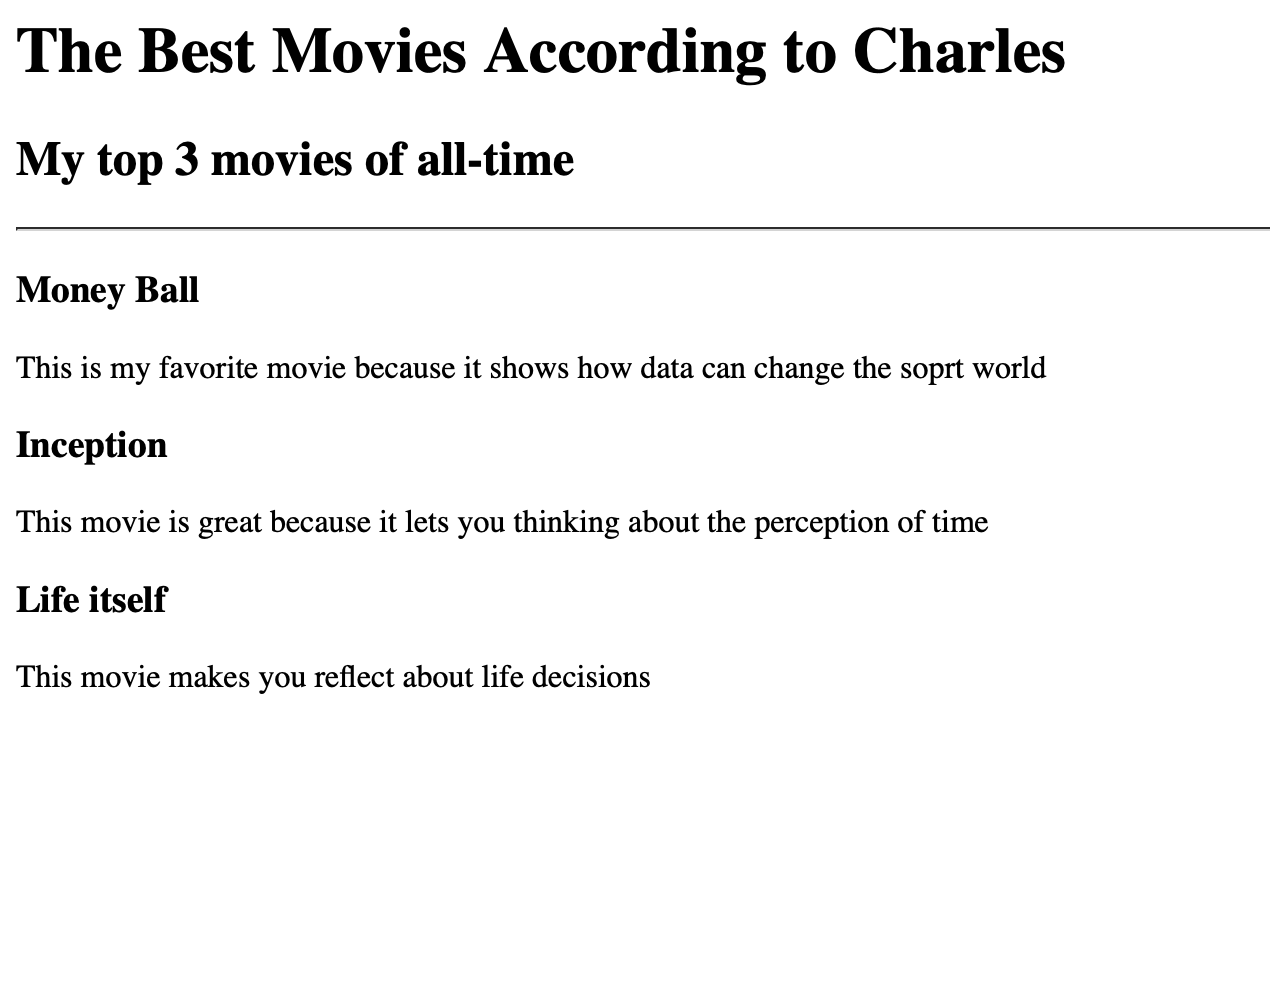 The Best Movies According to Charles
My top 3 movies of all-time
Money Ball
This is my favorite movie because it shows how data can change the soprt world
Inception
This movie is great because it lets you thinking about the perception of time
Life itself
This movie makes you reflect about life decisions